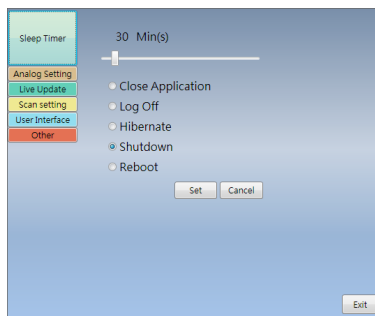 Sleep Timer
Analog Setting
Live Update
Scan setting
User Interface
Other
30 Min(s)
Close Application
Log Off
Hibernate
Shutdown
Reboot
Set Cancel
Exit